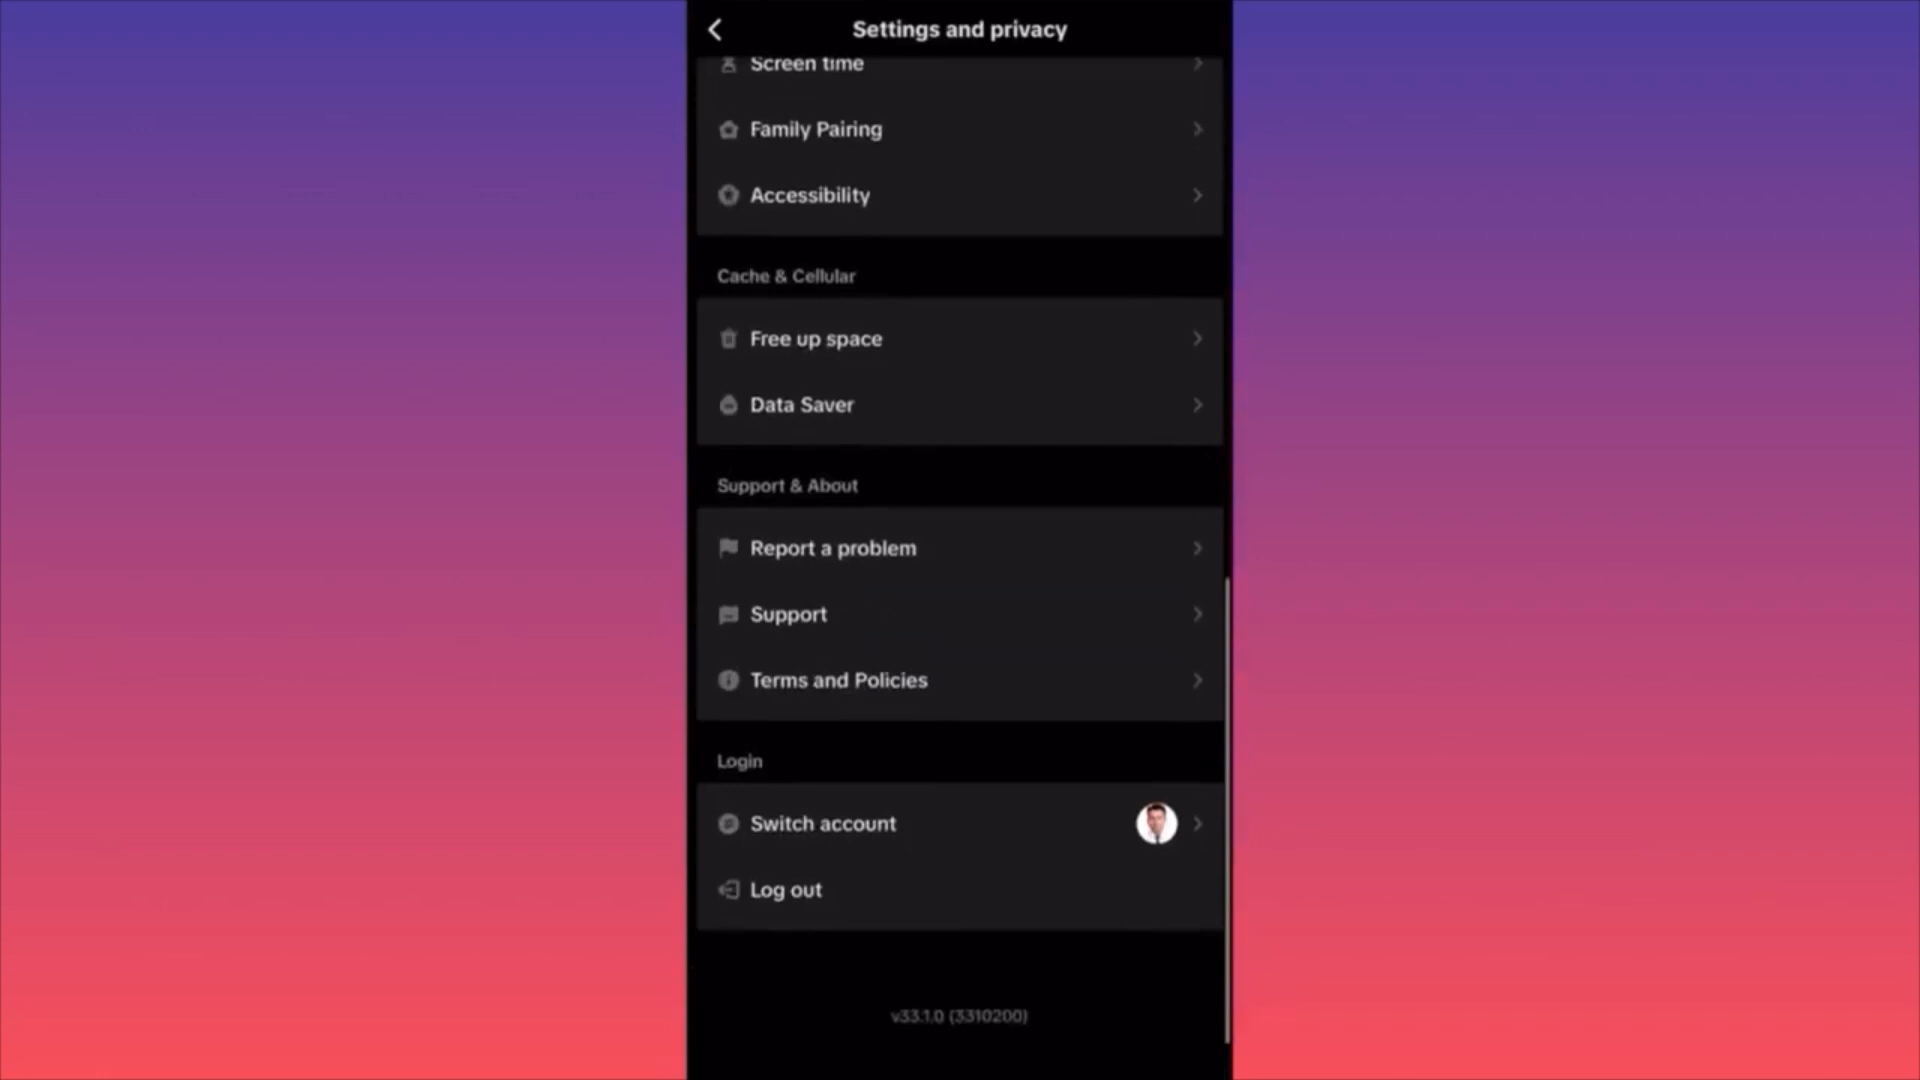 Settings and privacy
Screen time
Family Pairing
Accessibility
Cache & Cellular
Free up space
Data Saver
Support & About
Report a problem
Support
Terms and Policies
Login
Switch account
Log out
v33.1.0 (3310200)